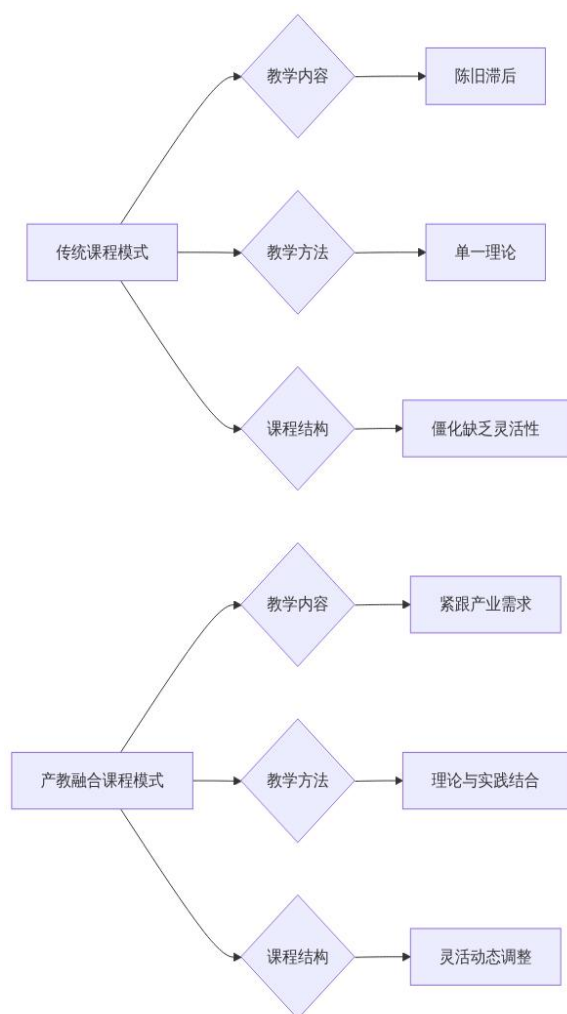 教学内容
陈旧滞后
传统课程模式
教学方法
单一理论
课程结构
僵化缺乏灵活性
教学内容
紧跟产业需求
产教融合课程模式
教学方法
理论与实践结合
课程结构
灵活动态调整